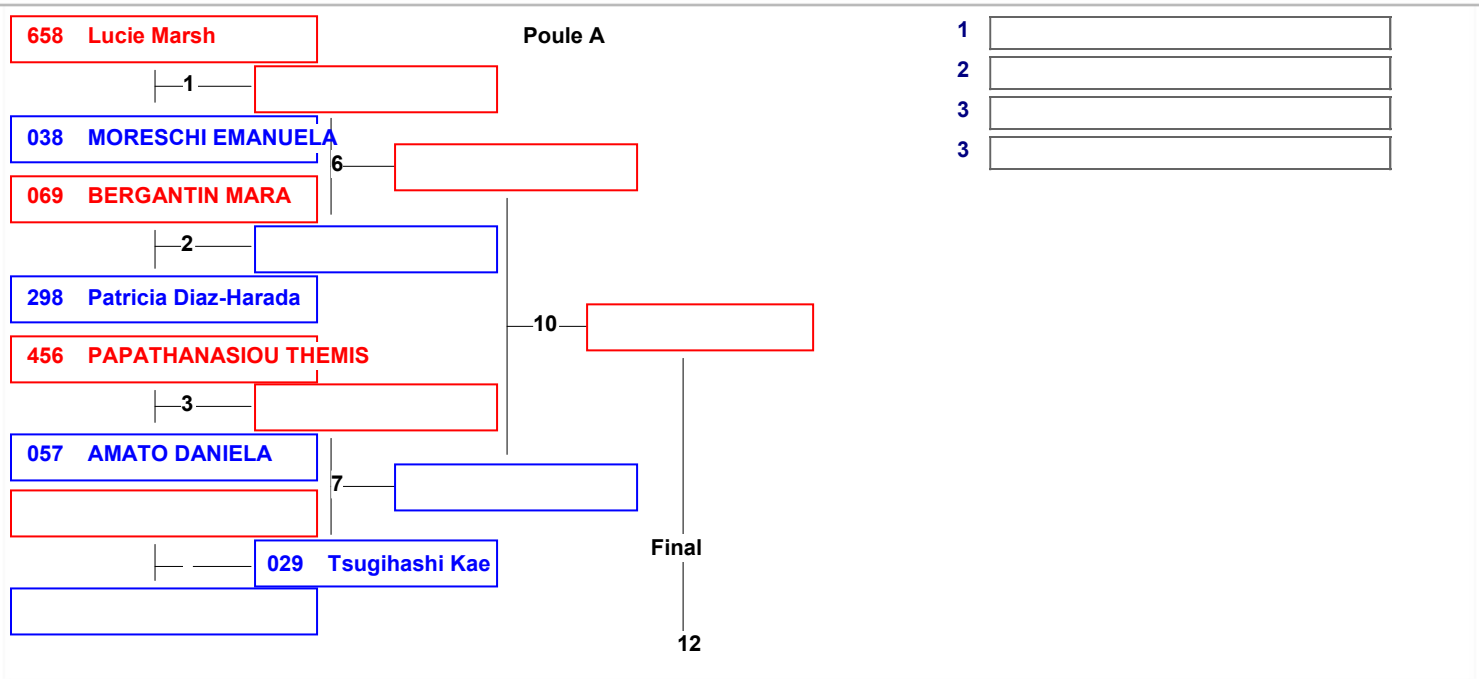 658 Lucie Marsh
Poule A
1
1
2
038 MORESCHI EMANUELA
3
6
3
069 BERGANTIN MARA
2
298 Patricia Diaz-Harada
10
456 PAPATHANASIOU THEMIS
3
057 AMATO DANIELA
7
Final
029 Tsugihashi Kae
12